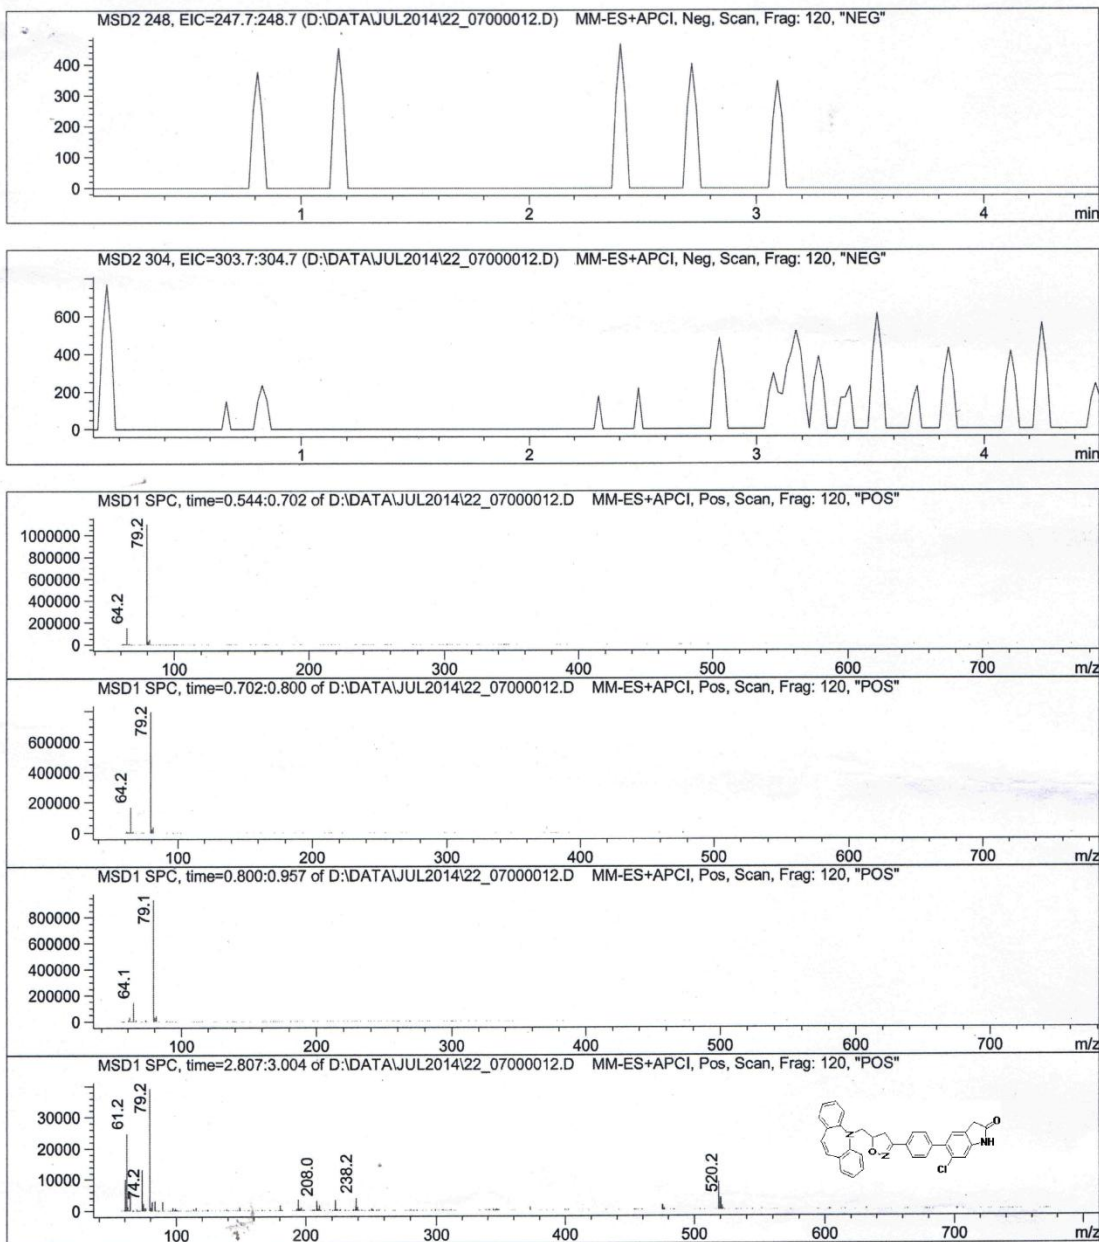 MSD2 248, EIC=247.7:248.7 (D:\DATA\JUL2014\22_07000012.D) MM-ES+APCI, Neg, Scan, Frag: 120, "NEG"
400
300
200
100
0
1 2 3 4 min
MSD2 304, EIC=303.7:304.7 (D:\DATA\JUL2014\22_07000012.D) MM-ES+APCI, Neg, Scan, Frag: 120, "NEG"
600
400
200
0
1 2 3 4 min
MSD1 SPC, time=0.544:0.702 of D:\DATA\JUL2014\22_07000012.D MM-ES+APCI, Pos, Scan, Frag: 120, "POS"
1000000
800000
600000
400000
200000
0
64.2 79.2
100 200 300 400 500 600 700 m/z
MSD1 SPC, time=0.702:0.800 of D:\DATA\JUL2014\22_07000012.D MM-ES+APCI, Pos, Scan, Frag: 120, "POS"
600000
400000
200000
0
64.2 79.2
100 200 300 400 500 600 700 m/z
MSD1 SPC, time=0.800:0.957 of D:\DATA\JUL2014\22_07000012.D MM-ES+APCI, Pos, Scan, Frag: 120, "POS"
800000
600000
400000
200000
0
64.1 79.1
100 200 300 400 500 600 700 m/z
MSD1 SPC, time=2.807:3.004 of D:\DATA\JUL2014\22_07000012.D MM-ES+APCI, Pos, Scan, Frag: 120, "POS"
30000
20000
10000
0
61.2 74.2 79.2 208.0 238.2 520.2
N O N Cl NH O
100 200 300 400 500 600 700 m/z